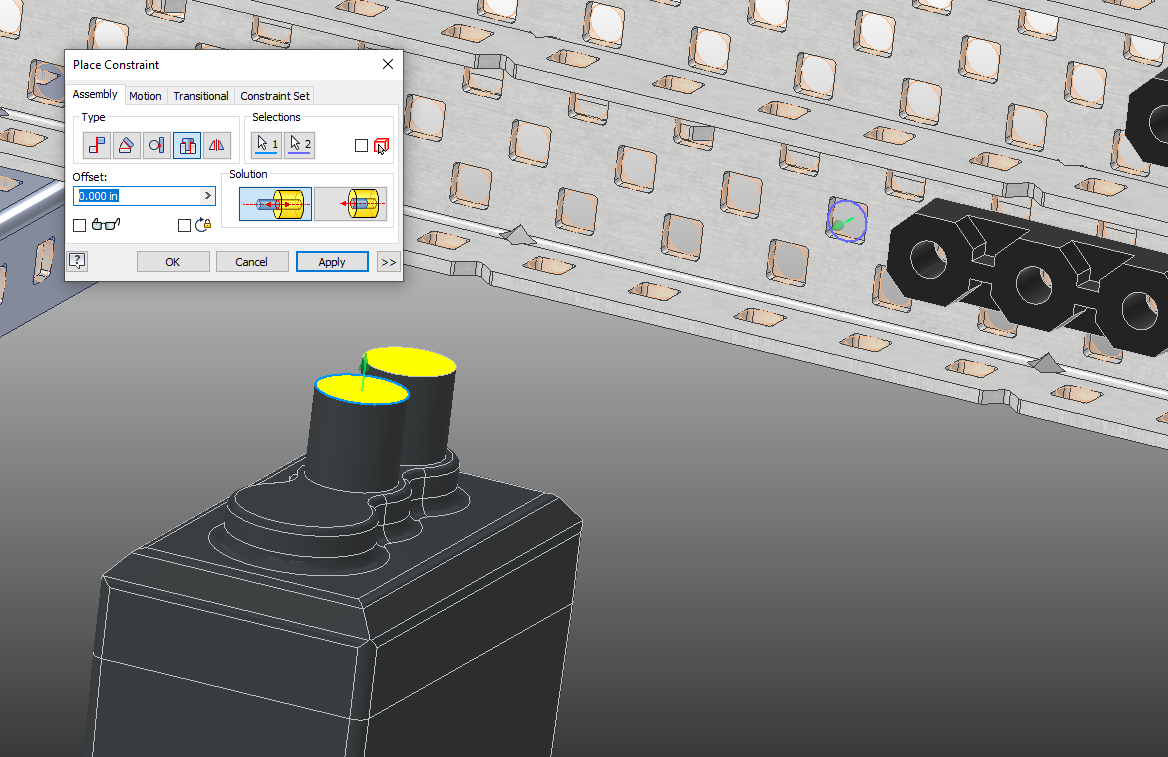 Place Constraint
Assembly Motion Transitional Constraint Set
Type Selections
1 2
Offset: Solution
0.000 in
? OK Cancel Apply >>